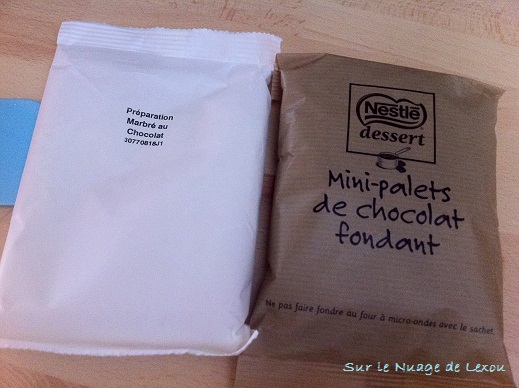 Préparation
Marbré au
Chocolat
30770818J1
Nestlé
dessert
Mini-palets
de chocolat
fondant
Ne pas faire fondre au four à micro-ondes avec le sachet.
Sur le Nuage de Lexou